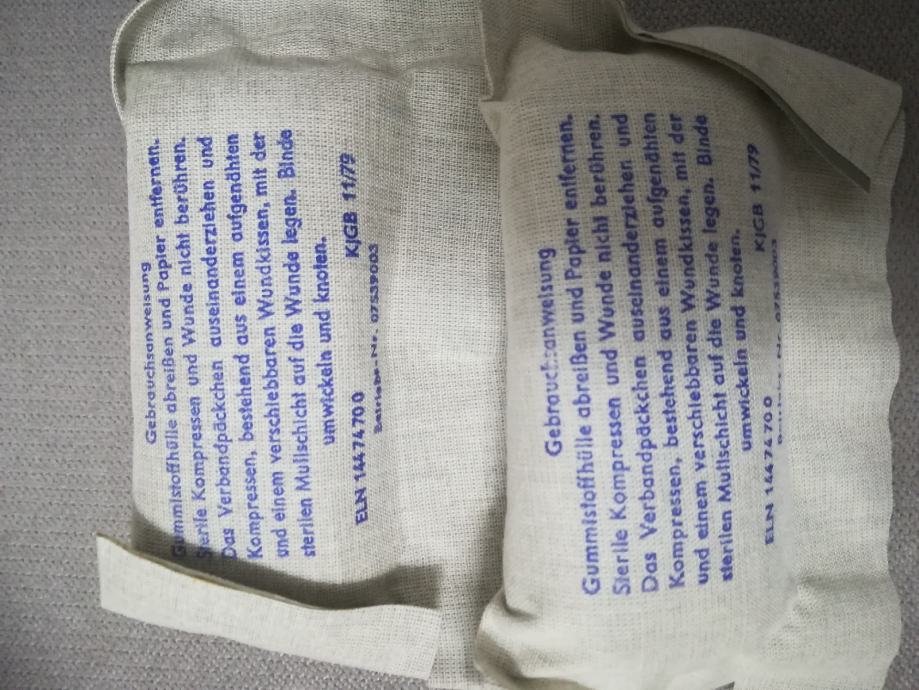 Gebrauchsanweisung
Gummistoffhülle abreißen und Papier entfernen.
Sterile Kompressen und Wunde nicht berühren.
Das Verbandpäckchen auseinanderziehen und
Kompressen, bestehend aus einem aufgenähten
und einem verschiebbaren Wundkissen, mit der
sterilen Mullschicht auf die Wunde legen. Binde
umwickeln und knoten.
KJGB 11/79
ELN 14474700
Betriebs-Nr. 07539003
Gebrauchsanweisung
Gummistoffhülle abreißen und Papier entfernen.
Sterile Kompressen und Wunde nicht berühren.
Das Verbandpäckchen auseinanderziehen und
Kompressen, bestehend aus einem aufgenähten
und einem verschiebbaren Wundkissen, mit der
sterilen Mullschicht auf die Wunde legen. Binde
umwickeln und knoten.
KJGB 11/79
ELN 14474700